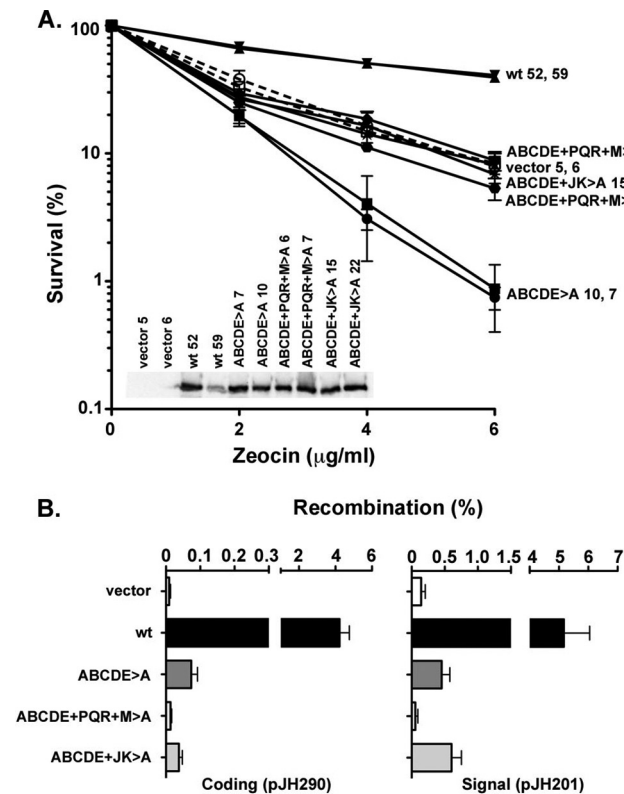 A.
100
10
1
0.1
Survival (%)
0
2
4
6
Zeocin (μg/ml)
wt 52, 59
ABCDE+PQR+M>
vector 5, 6
ABCDE+JK>A 15
ABCDE+PQR+M>
ABCDE>A 10, 7
vector 5
vector 6
wt 52
wt 59
ABCDE>A 7
ABCDE>A 10
ABCDE+PQR+M>A 6
ABCDE+PQR+M>A 7
ABCDE+JK>A 15
ABCDE+JK>A 22
B.
Recombination (%)
0 0.1 0.2 0.3 2 4 6
0 0.5 1.0 1.5 4 5 6 7
vector
wt
ABCDE>A
ABCDE+PQR+M>A
ABCDE+JK>A
Coding (pJH290)
Signal (pJH201)